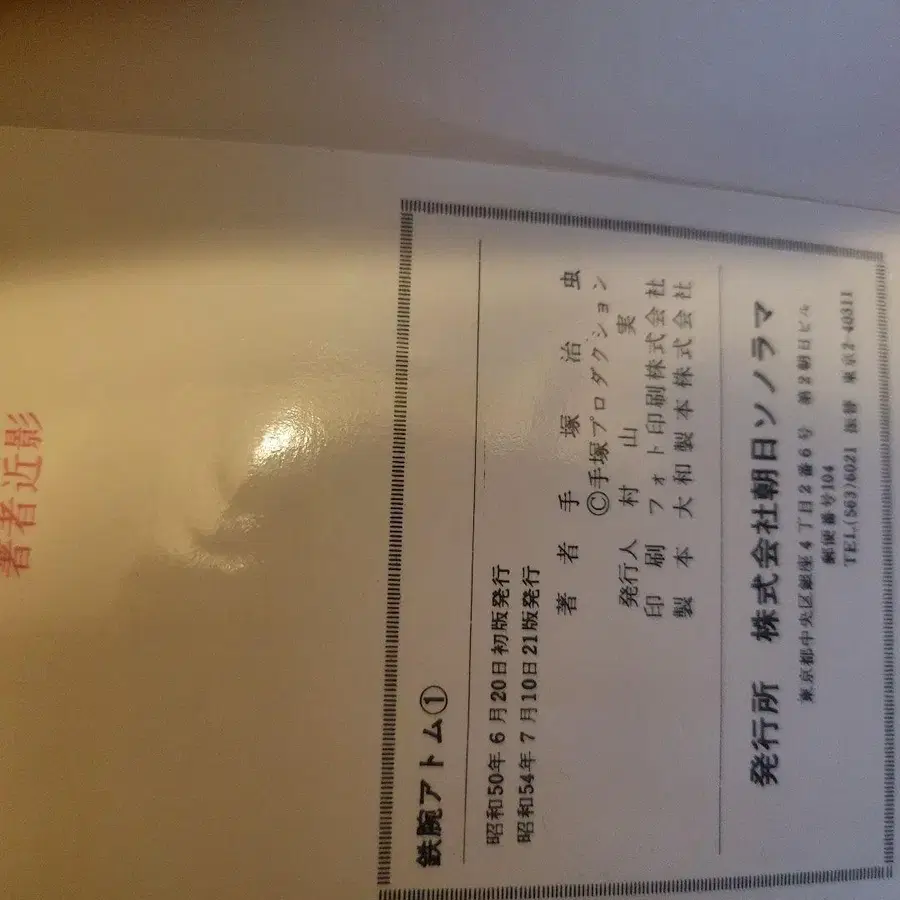 著者近影
鉄腕アトム①
昭和50年6月20日初版発行
昭和54年7月10日21版発行
著者 手塚治虫
©手塚プロダクション
発行人 村山実
印刷 フォト印刷株式会社
製本 大和製本株式会社
発行所 株式会社朝日ソノラマ
東京都中央区銀座4丁目2番6号 第2朝日ビル
郵便番号104
TEL(563)6021 振替 東京2-40311